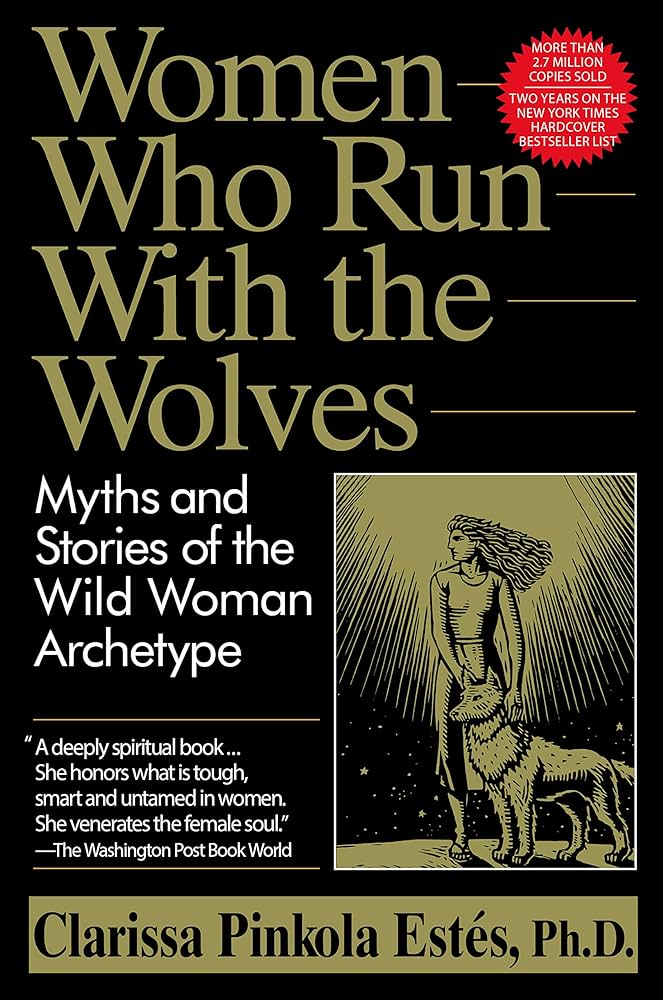 Women
Who Run
With the
Wolves
MORE THAN
2.7 MILLION
COPIES SOLD
TWO YEARS ON THE
NEW YORK TIMES
HARDCOVER
BESTSELLER LIST
Myths and
Stories of the
Wild Woman
Archetype
“A deeply spiritual book...
She honors what is tough,
smart and untamed in women.
She venerates the female soul.”
—The Washington Post Book World
Clarissa Pinkola Estés, Ph.D.